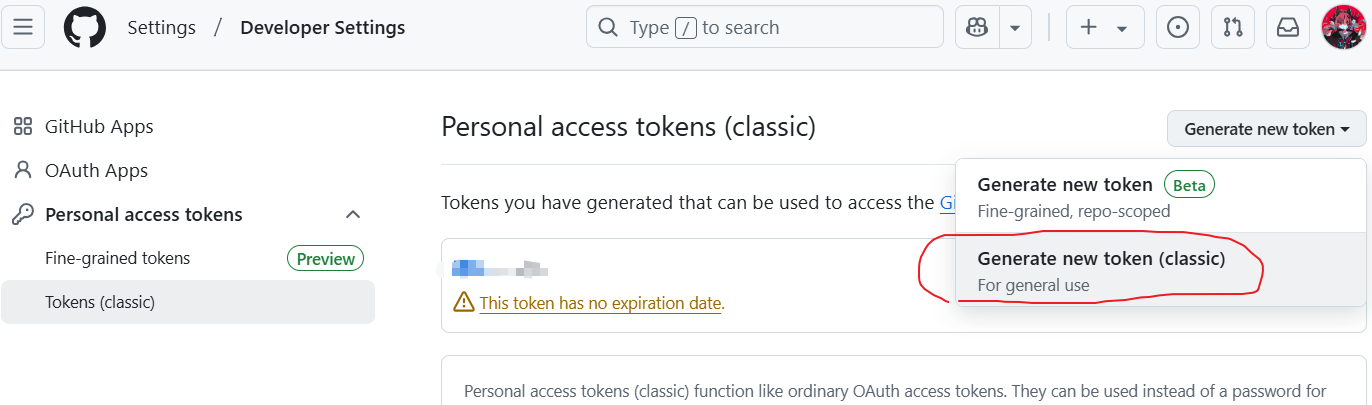 Settings / Developer Settings
Type / to search
GitHub Apps
OAuth Apps
Personal access tokens
Fine-grained tokens Preview
Tokens (classic)
Personal access tokens (classic)
Generate new token
Generate new token Beta
Fine-grained, repo-scoped
Generate new token (classic)
For general use
Tokens you have generated that can be used to access the
This token has no expiration date.
Personal access tokens (classic) function like ordinary OAuth access tokens. They can be used instead of a password for